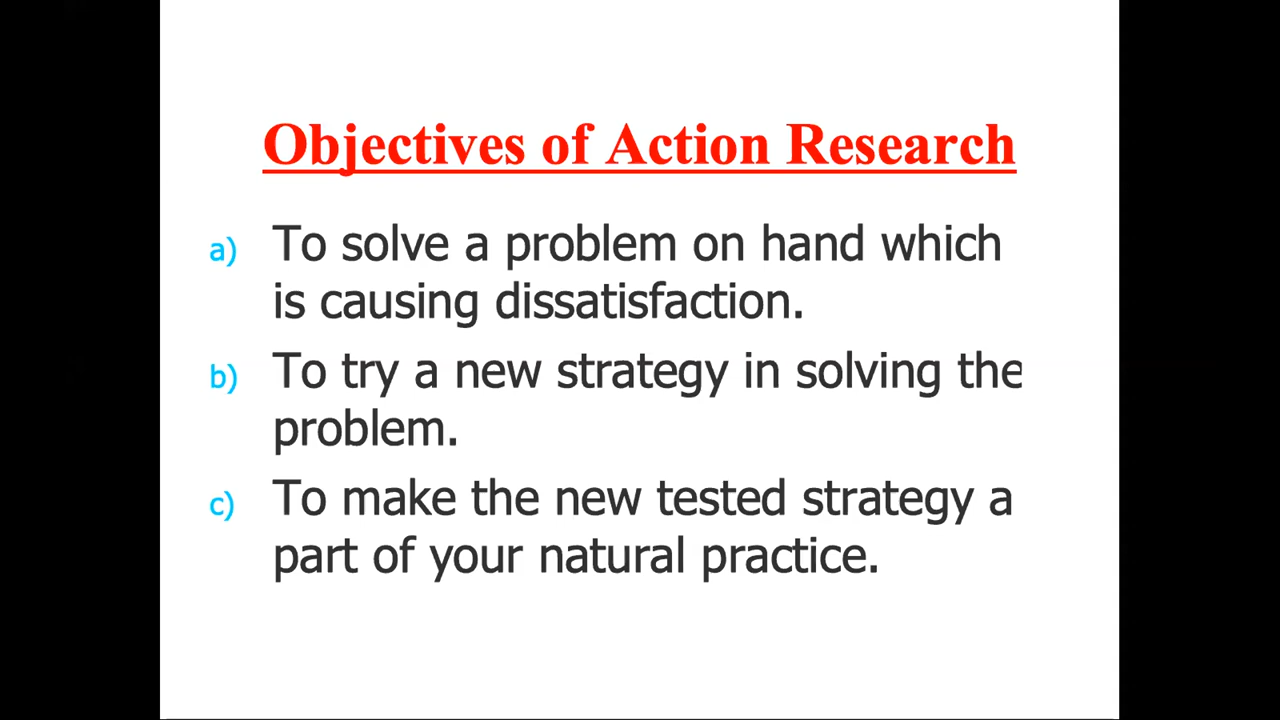 Objectives of Action Research
a) To solve a problem on hand which
is causing dissatisfaction.
b) To try a new strategy in solving the
problem.
c) To make the new tested strategy a
part of your natural practice.